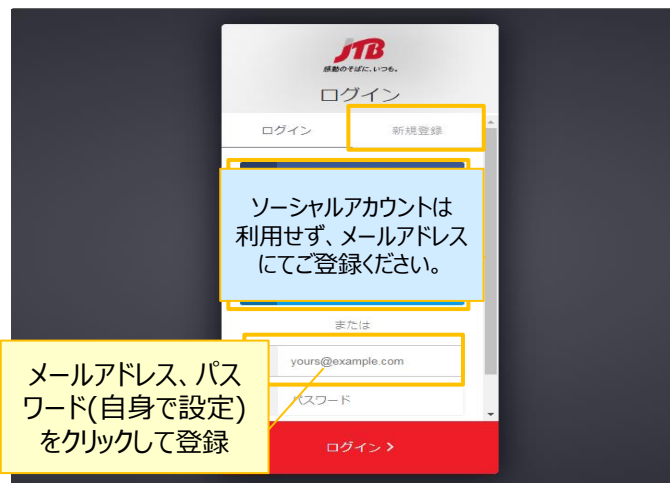 JTB
感動のそばに、いつも。
ログイン
ログイン
新規登録
ソーシャルアカウントは
利用せず、メールアドレス
にてご登録ください。
または
yours@example.com
メールアドレス、パス
ワード(自身で設定)
をクリックして登録
パスワード
ログイン >